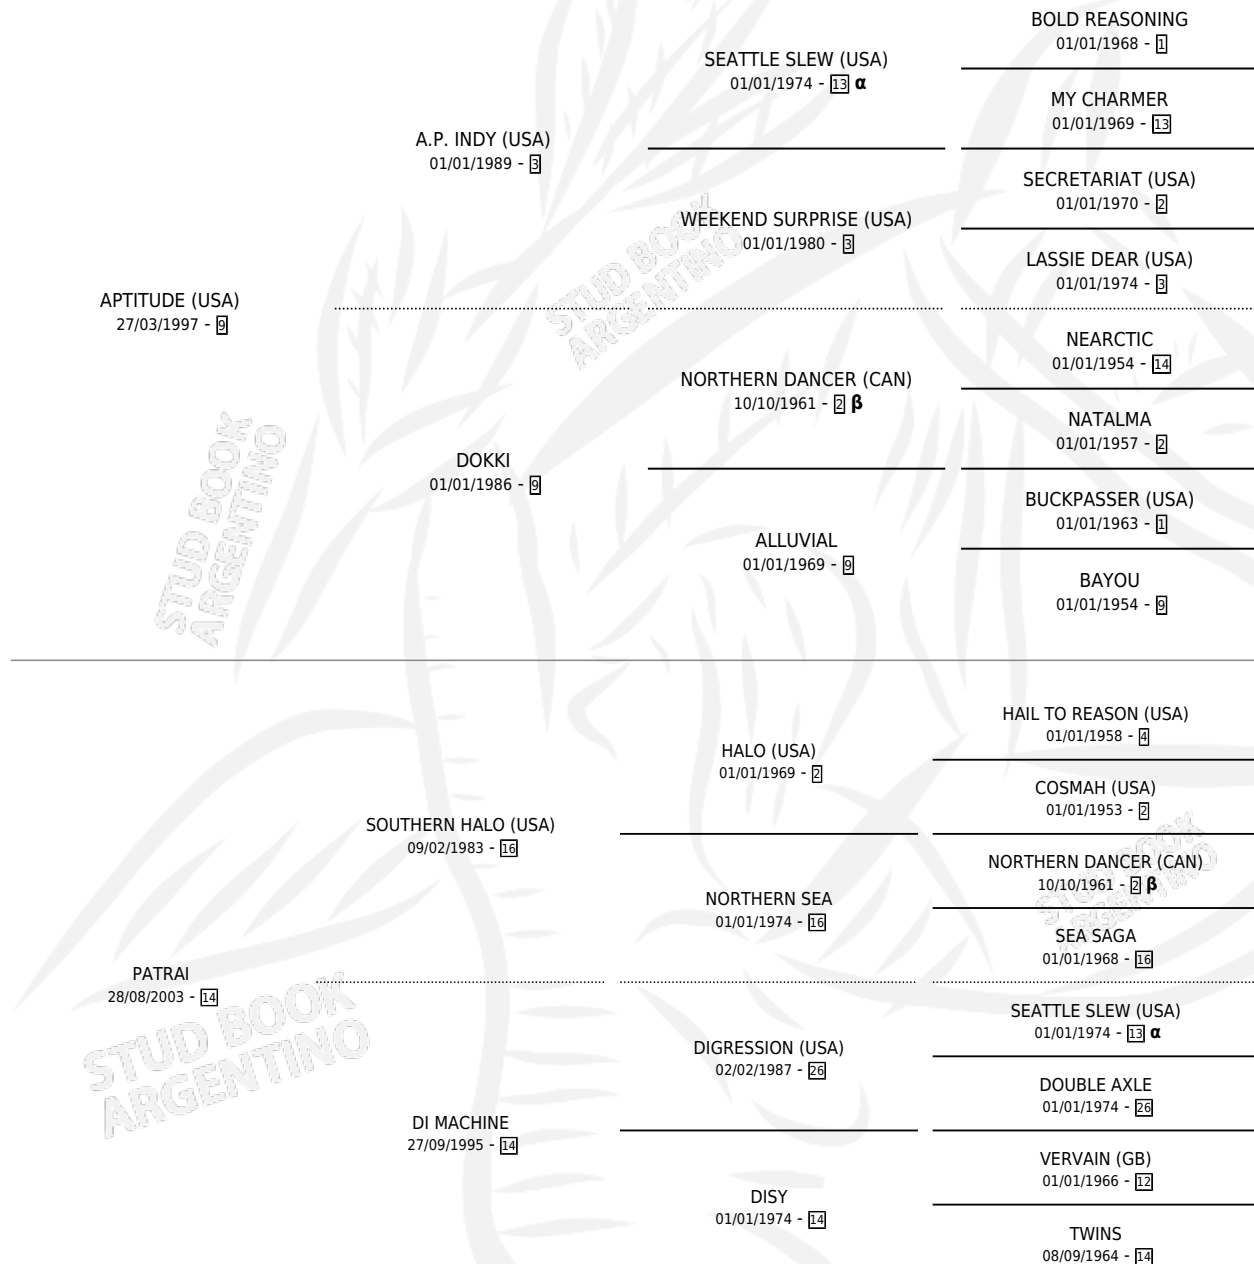 BOLD REASONING
01/01/1968 - 1
SEATTLE SLEW (USA)
01/01/1974 - 13 α
MY CHARMER
01/01/1969 - 13
A.P. INDY (USA)
01/01/1989 - 3
SECRETARIAT (USA)
01/01/1970 - 2
WEEKEND SURPRISE (USA)
01/01/1980 - 3
LASSIE DEAR (USA)
01/01/1974 - 3
APTITUDE (USA)
27/03/1997 - 9
NEARCTIC
01/01/1954 - 14
NORTHERN DANCER (CAN)
10/10/1961 - 2 β
NATALMA
01/01/1957 - 2
DOKKI
01/01/1986 - 9
BUCKPASSER (USA)
01/01/1963 - 1
ALLUVIAL
01/01/1969 - 9
BAYOU
01/01/1954 - 9
HAIL TO REASON (USA)
01/01/1958 - 4
HALO (USA)
01/01/1969 - 2
COSMAH (USA)
01/01/1953 - 2
SOUTHERN HALO (USA)
09/02/1983 - 16
NORTHERN DANCER (CAN)
10/10/1961 - 2 β
NORTHERN SEA
01/01/1974 - 16
SEA SAGA
01/01/1968 - 16
PATRAI
28/08/2003 - 14
SEATTLE SLEW (USA)
01/01/1974 - 13 α
DIGRESSION (USA)
02/02/1987 - 26
DOUBLE AXLE
01/01/1974 - 26
DI MACHINE
27/09/1995 - 14
VERVAIN (GB)
01/01/1966 - 12
DISY
01/01/1974 - 14
TWINS
08/09/1964 - 14
STUD BOOK
ARGENTINO
STUD BOOK
ARGENTINO
STUD BOOK
ARGENTINO
STUD BOOK
ARGENTINO